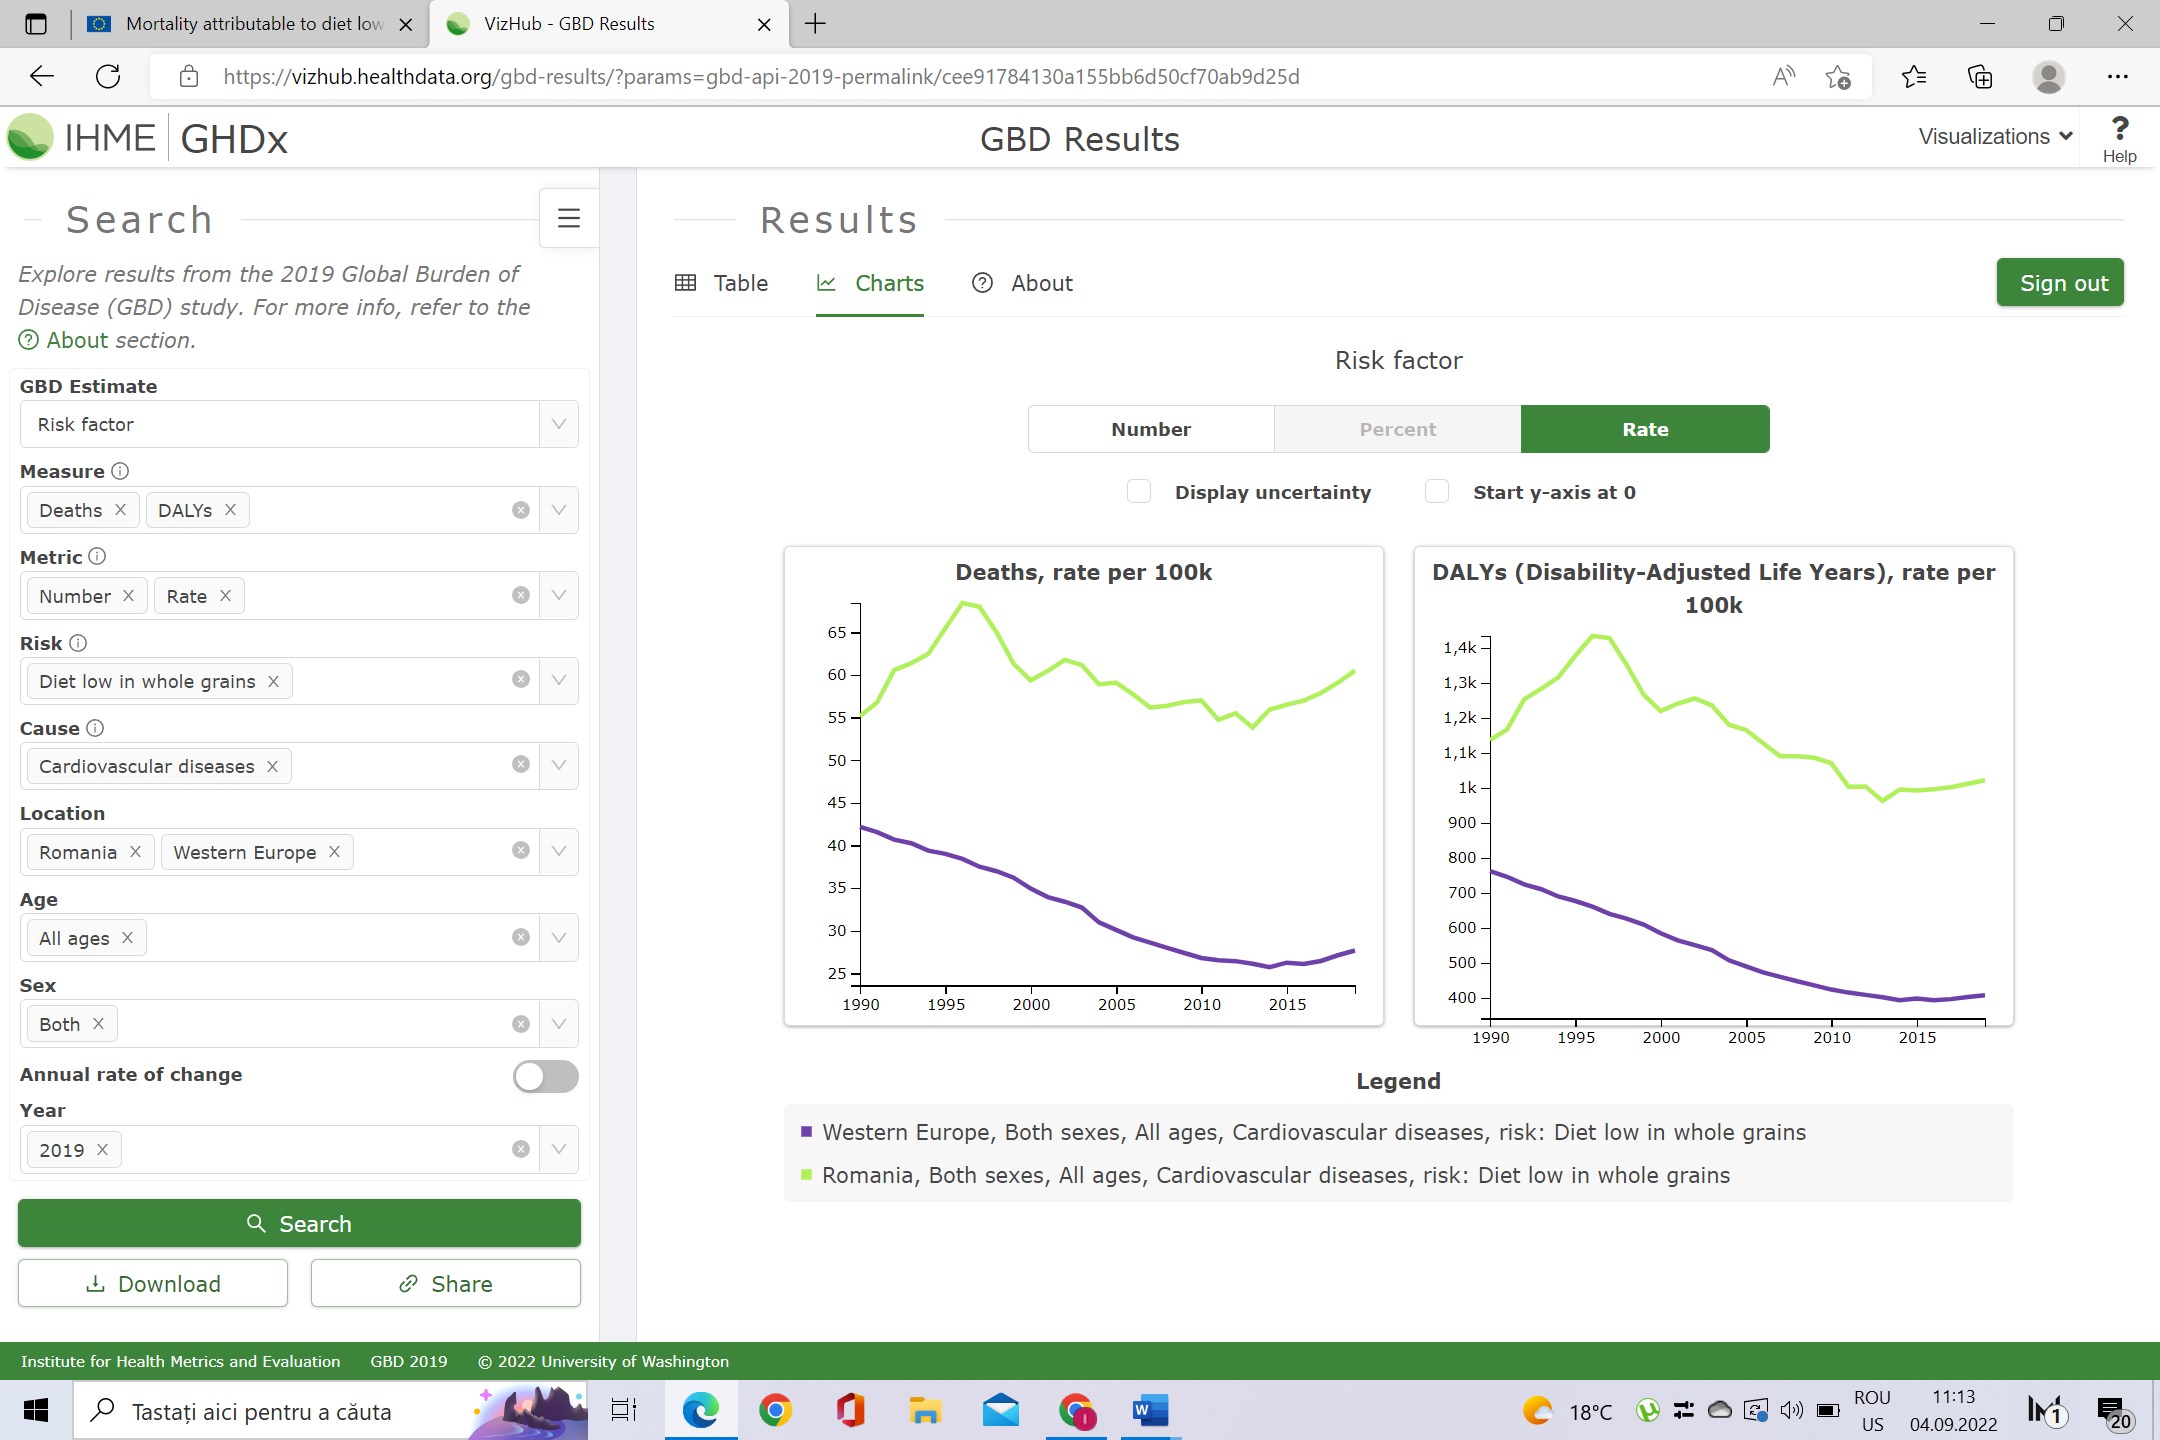 Mortality attributable to diet low
VizHub - GBD Results
https://vizhub.healthdata.org/gbd-results/?params=gbd-api-2019-permalink/cee91784130a155bb6d50cf70ab9d25d
IHME GHDx
GBD Results
Visualizations
? Help
Search
Explore results from the 2019 Global Burden of
Disease (GBD) study. For more info, refer to the
? About section.
GBD Estimate
Risk factor
Measure
Deaths X DALYs X
Metric
Number X Rate X
Risk
Diet low in whole grains X
Cause
Cardiovascular diseases X
Location
Romania X Western Europe X
Age
All ages X
Sex
Both X
Annual rate of change
Year
2019 X
Search
Download
Share
Results
Table
Charts
About
Sign out
Risk factor
Number
Percent
Rate
Display uncertainty
Start y-axis at 0
Deaths, rate per 100k
65
60
55
50
45
40
35
30
25
1990 1995 2000 2005 2010 2015
DALYs (Disability-Adjusted Life Years), rate per
100k
1,4k
1,3k
1,2k
1,1k
1k
900
800
700
600
500
400
1990 1995 2000 2005 2010 2015
Legend
Western Europe, Both sexes, All ages, Cardiovascular diseases, risk: Diet low in whole grains
Romania, Both sexes, All ages, Cardiovascular diseases, risk: Diet low in whole grains
Institute for Health Metrics and Evaluation GBD 2019 © 2022 University of Washington
Tastați aici pentru a căuta
18°C
ROU
US
11:13
04.09.2022
1
20